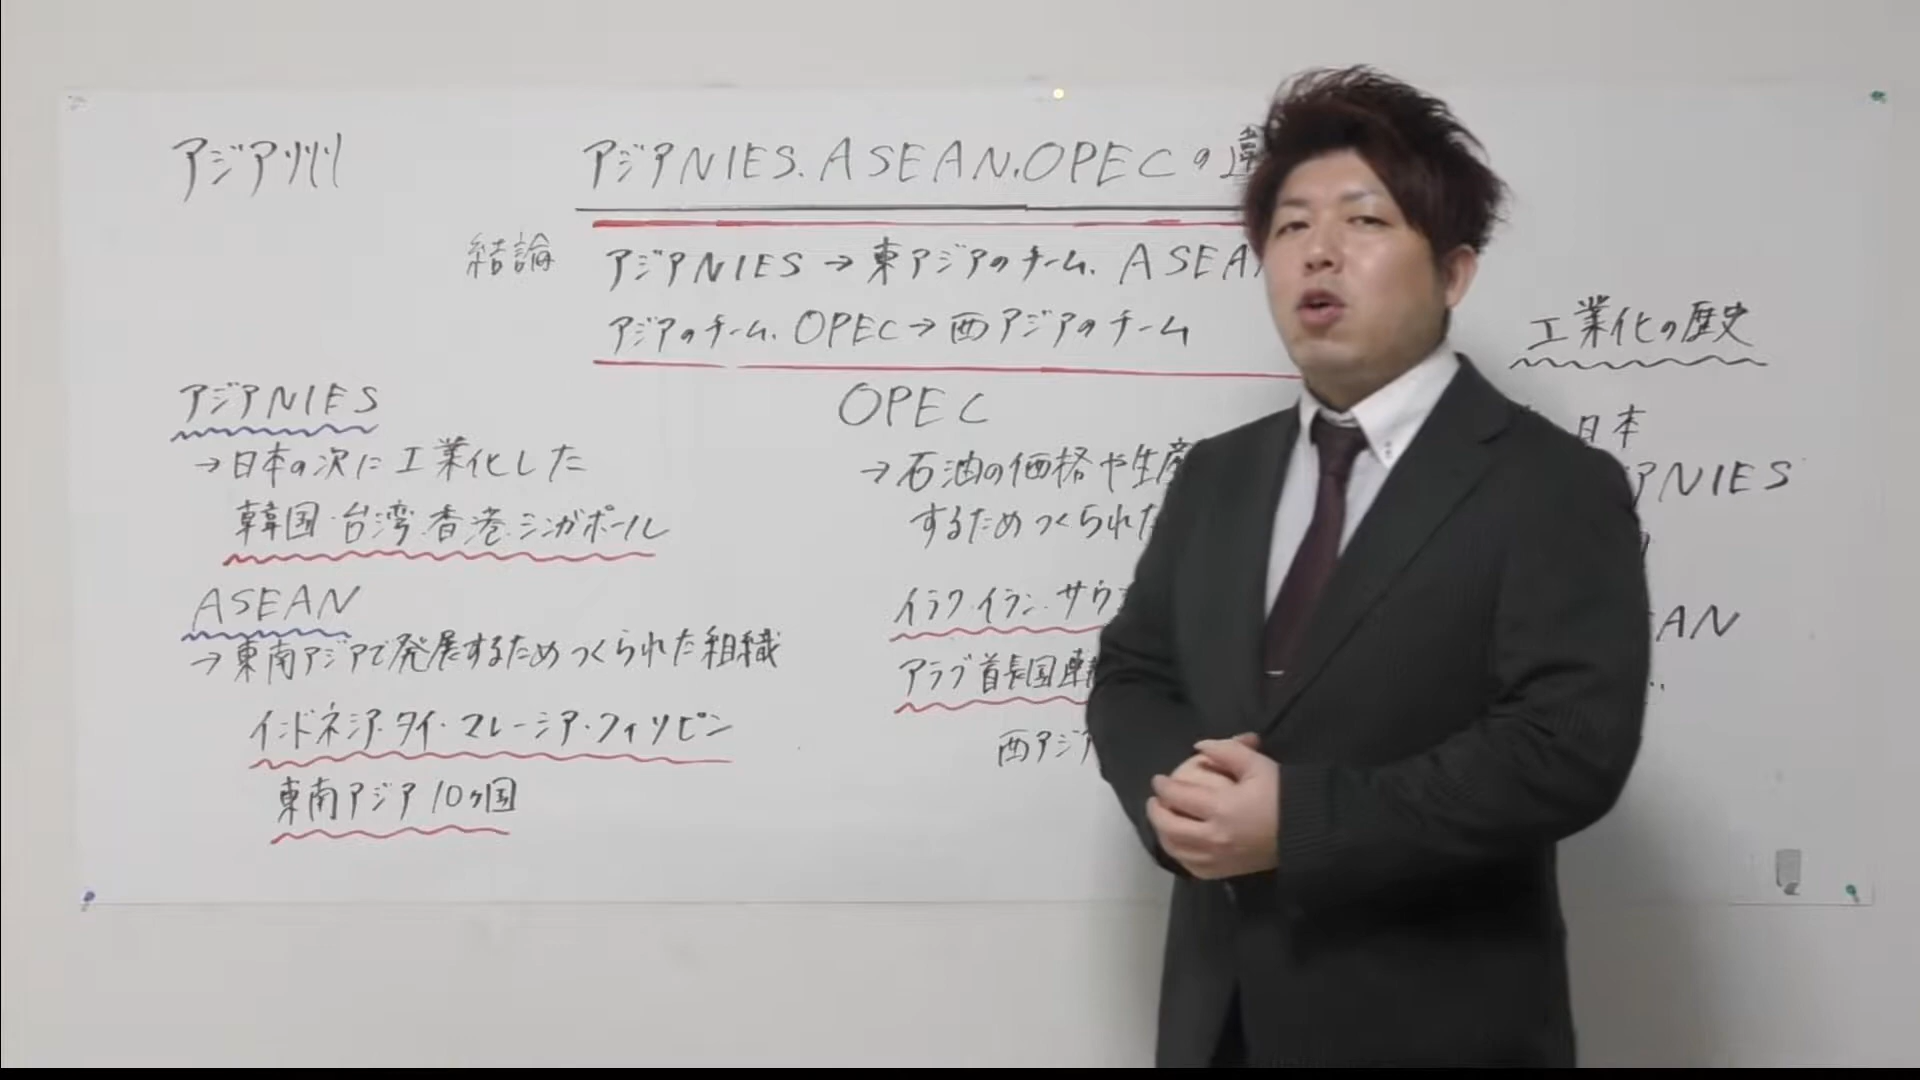 アジア州
アジアNIES、ASEAN、OPECの違
結論
アジアNIES→東アジアのチーム、ASEAN
アジアのチーム、OPEC→西アジアのチーム
アジアNIES
→日本の次に工業化した
韓国・台湾・香港・シンガポール
ASEAN
→東南アジアで発展するためつくられた組織
インドネシア・タイ・マレーシア・フィリピン
東南アジア10ヶ国
OPEC
→石油の価格や生産
するためつくられた
イラク・イラン・サウ
アラブ首長国連
西アジア
工業化の歴史
日本
NIES
AN